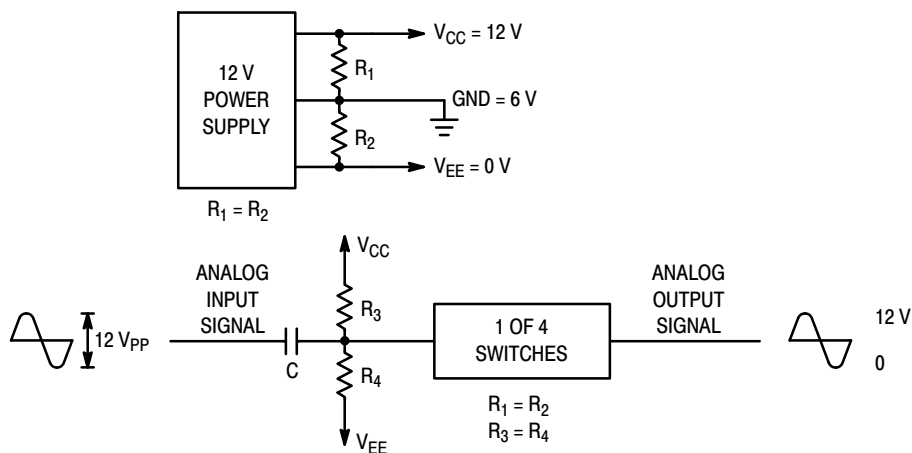 V_CC = 12 V
12 V
POWER
SUPPLY
R_1
GND = 6 V
R_2
V_EE = 0 V
R_1 = R_2
V_CC
ANALOG
INPUT
SIGNAL
R_3
ANALOG
OUTPUT
SIGNAL
12 V_PP
1 OF 4
SWITCHES
12 V
0
C
R_4
R_1 = R_2
R_3 = R_4
V_EE